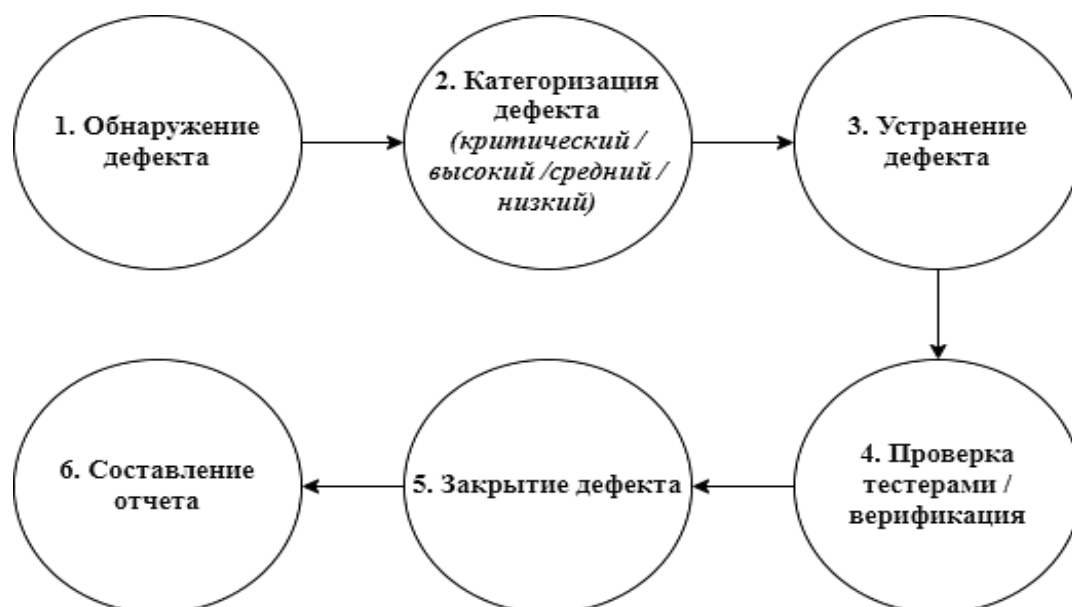 1. Обнаружение
дефекта
2. Категоризация
дефекта
(критический /
высокий /средний /
низкий)
3. Устранение
дефекта
4. Проверка
тестерами /
верификация
5. Закрытие дефекта
6. Составление
отчета